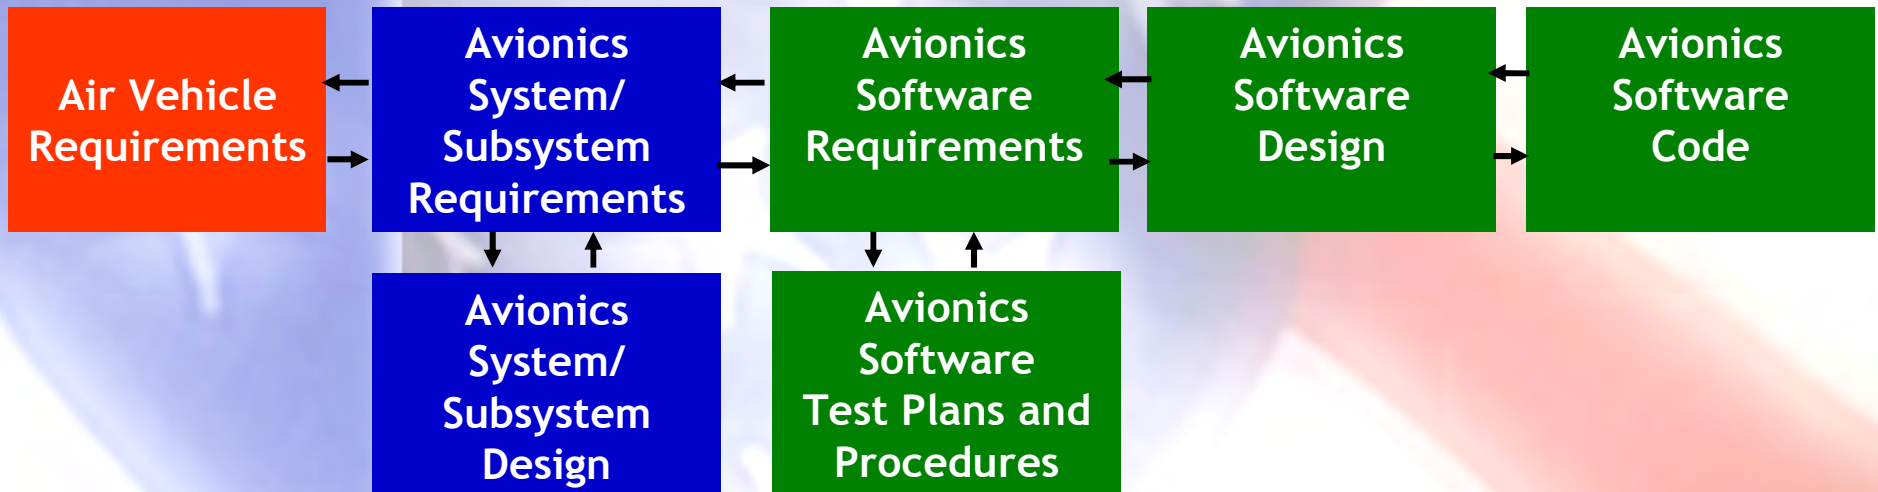 Air Vehicle
Requirements
Avionics
System/
Subsystem
Requirements
Avionics
Software
Requirements
Avionics
Software
Design
Avionics
Software
Code
Avionics
System/
Subsystem
Design
Avionics
Software
Test Plans and
Procedures